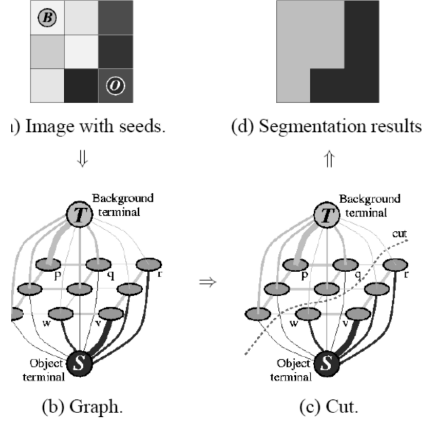 B
O
) Image with seeds.
(d) Segmentation results
⇓
⇑
Background
terminal
T
p
q
r
w
v
S
Object
terminal
(b) Graph.
⇒
Background
terminal
T
cut
p
q
r
w
v
S
Object
terminal
(c) Cut.